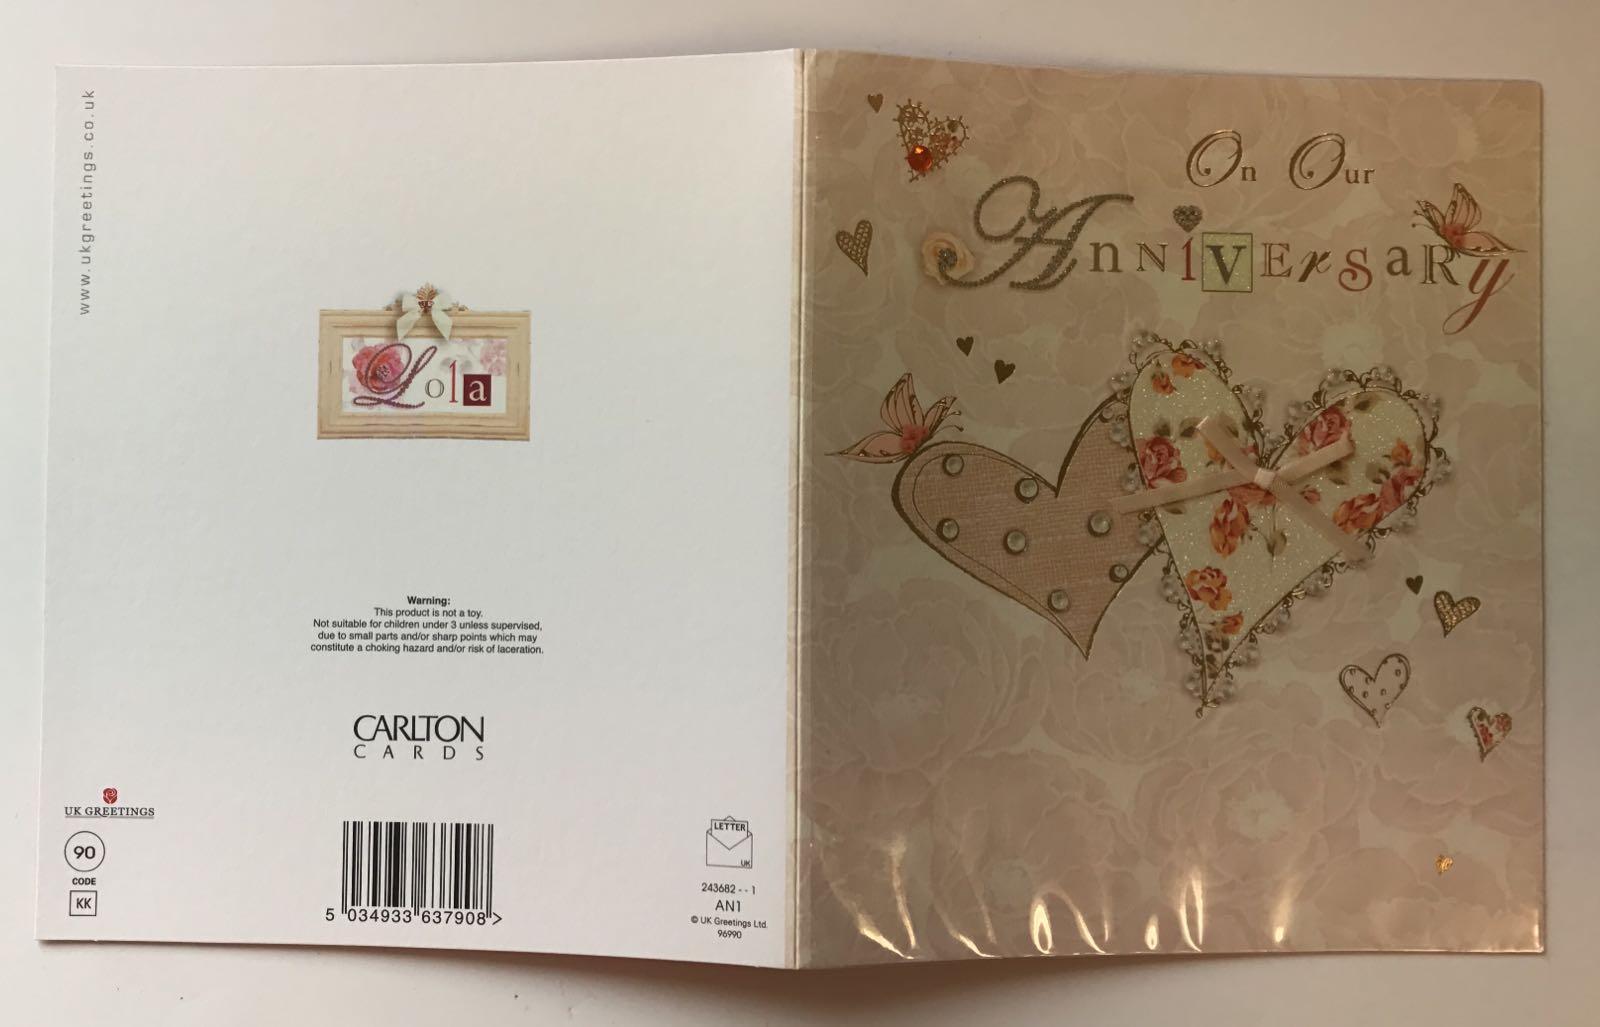 www.ukgreetings.co.uk
Lola
Warning:
This product is not a toy.
Not suitable for children under 3 unless supervised,
due to small parts and/or sharp points which may
constitute a choking hazard and/or risk of laceration.
CARLTON
CARDS
UK GREETINGS
90
CODE
KK
5 034933 637908 >
LETTER
UK
243682 - - 1
AN1
© UK Greetings Ltd.
96990
On Our
Anniversary